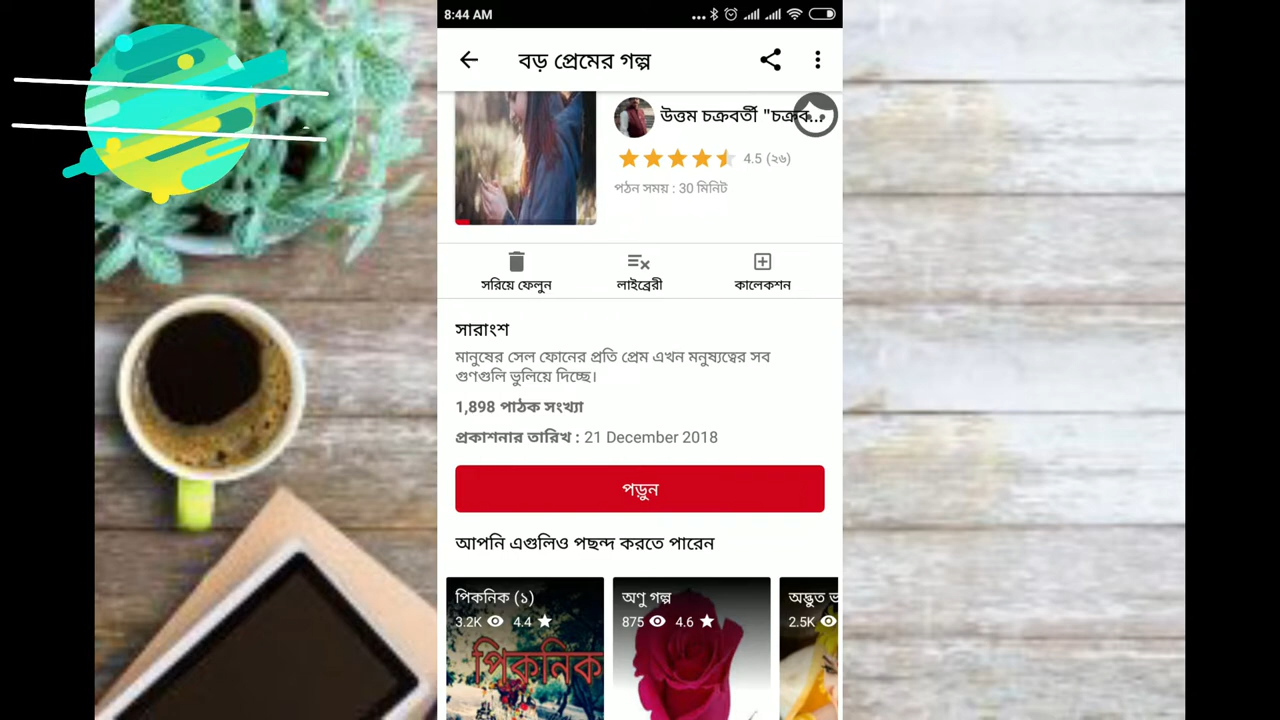 8:44 AM
বড় প্রেমের গল্প
উত্তম চক্রবর্তী "চক্রব...
4.5 (২৬)
পঠন সময় : 30 মিনিট
সরিয়ে ফেলুন
লাইব্রেরী
কালেকশন
সারাংশ
মানুষের সেল ফোনের প্রতি প্রেম এখন মনুষ্যত্বের সব
গুণগুলি ভুলিয়ে দিচ্ছে।
1,898 পাঠক সংখ্যা
প্রকাশনার তারিখ : 21 December 2018
পড়ুন
আপনি এগুলিও পছন্দ করতে পারেন
পিকনিক (১)
অণু গল্প
অদ্ভুত
3.2K 4.4
875 4.6
2.5K
পিকনিক